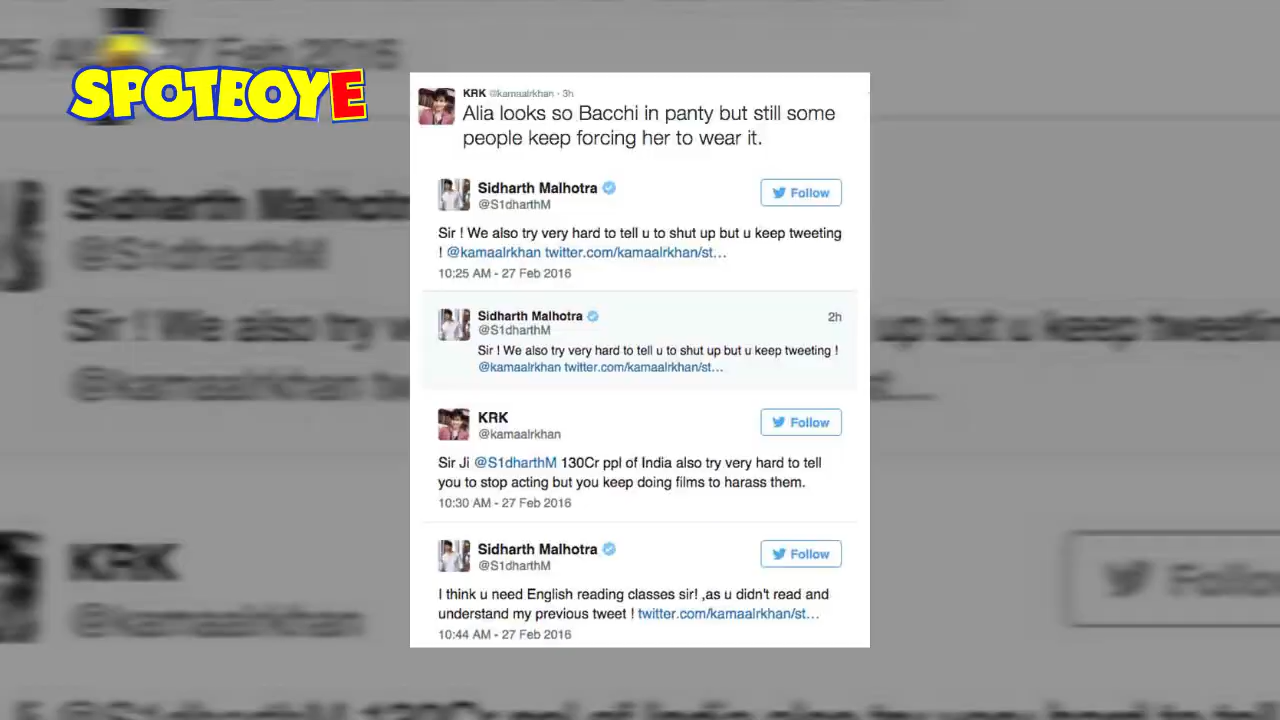 SPOTBOYE
KRK @kamaalrkhan · 3h
Alia looks so Bacchi in panty but still some
people keep forcing her to wear it.
Sidharth Malhotra
@S1dharthM
Follow
Sir ! We also try very hard to tell u to shut up but u keep tweeting
! @kamaalrkhan twitter.com/kamaalrkhan/st…
10:25 AM - 27 Feb 2016
Sidharth Malhotra
2h
@S1dharthM
Sir ! We also try very hard to tell u to shut up but u keep tweeting !
@kamaalrkhan twitter.com/kamaalrkhan/st…
KRK
@kamaalrkhan
Follow
Sir Ji @S1dharthM 130Cr ppl of India also try very hard to tell
you to stop acting but you keep doing films to harass them.
10:30 AM - 27 Feb 2016
Sidharth Malhotra
@S1dharthM
Follow
I think u need English reading classes sir! ,as u didn't read and
understand my previous tweet ! twitter.com/kamaalrkhan/st…
10:44 AM - 27 Feb 2016